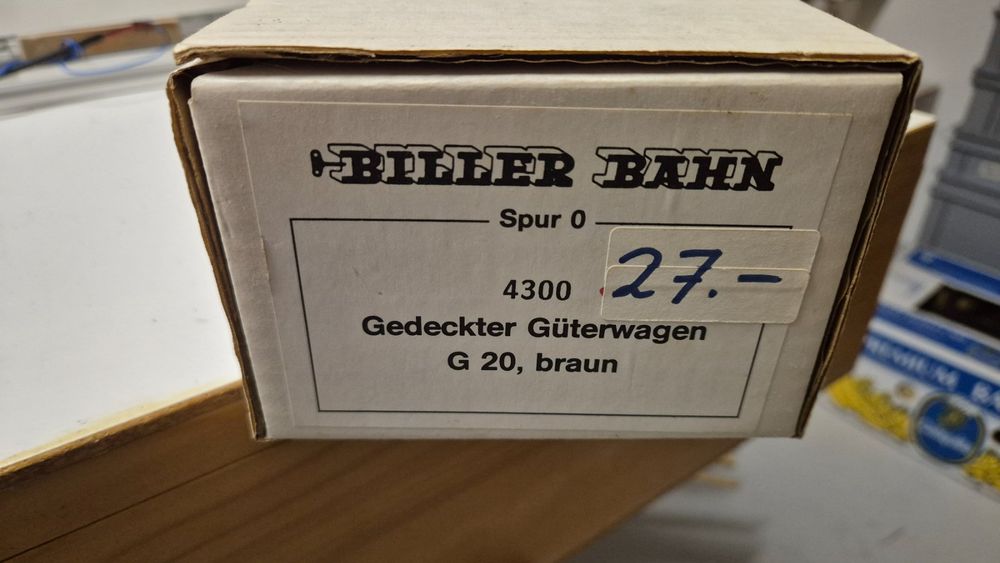 BILLER BAHN
Spur 0
4300
27.-
Gedeckter Güterwagen
G 20, braun